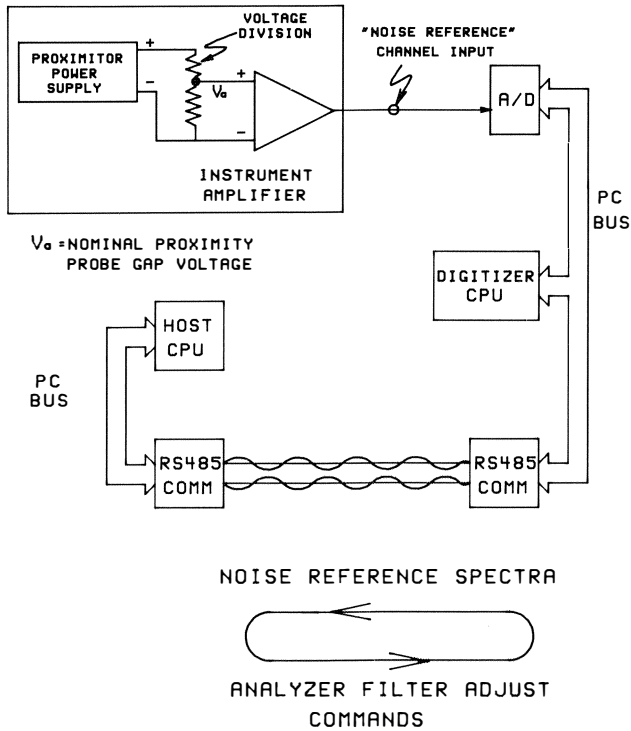 VOLTAGE
DIVISION
"NOISE REFERENCE"
CHANNEL INPUT
PROXIMITOR
POWER
SUPPLY
+
-
Va
+
-
A/D
INSTRUMENT
AMPLIFIER
PC
BUS
Va =NOMINAL PROXIMITY
PROBE GAP VOLTAGE
DIGITIZER
CPU
HOST
CPU
PC
BUS
RS485
COMM
RS485
COMM
NOISE REFERENCE SPECTRA
ANALYZER FILTER ADJUST
COMMANDS